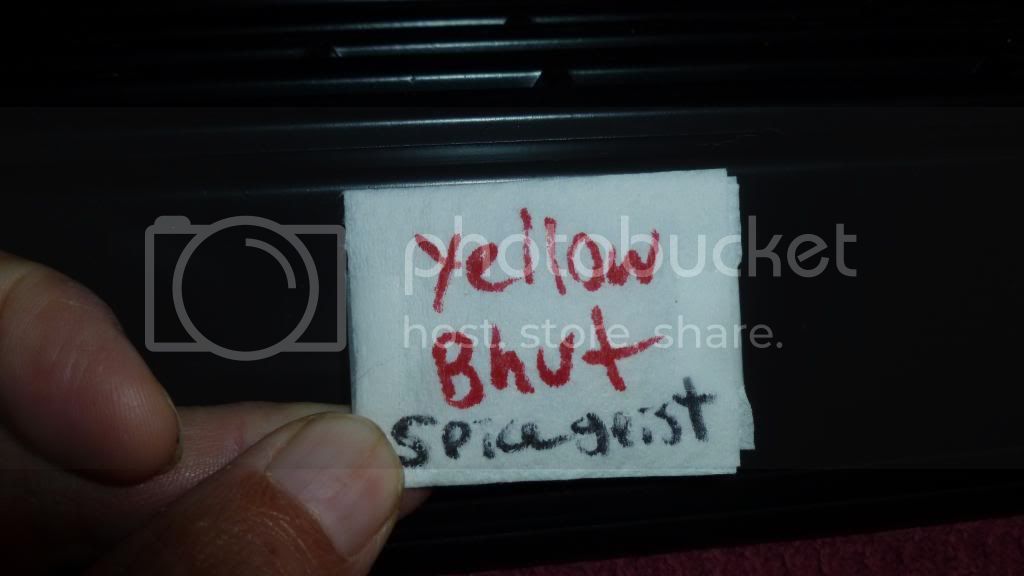 Yellow
Bhut
Spicegeist
photobucket
host. store. share.